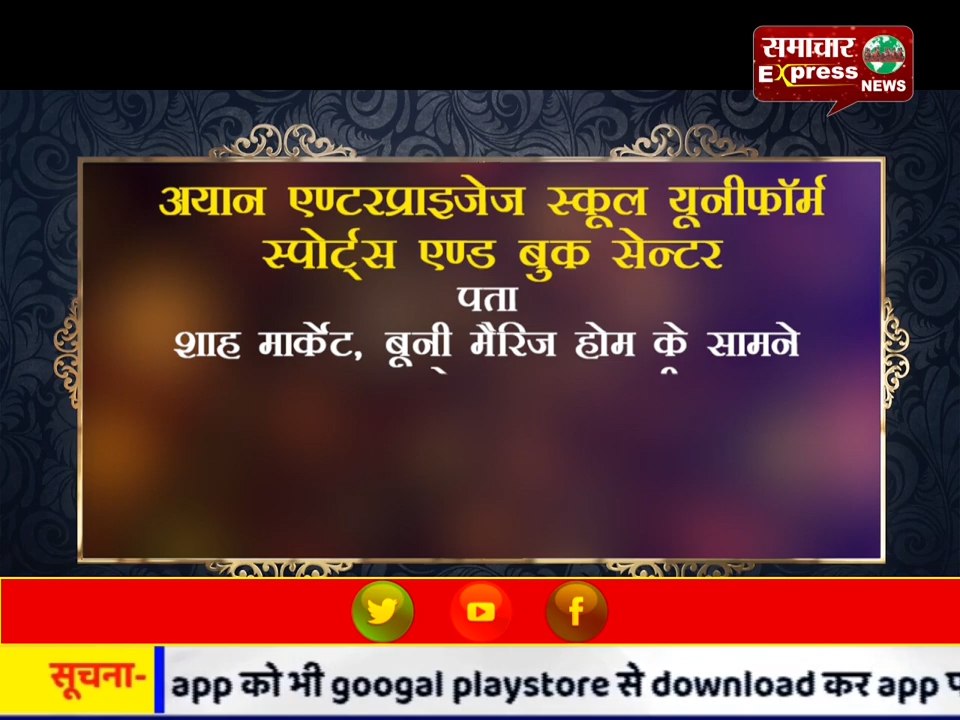 समाचार
Express
NEWS
अयान एण्टरप्राइजेज स्कूल यूनीफॉर्म
स्पोर्ट्स एण्ड बुक सेन्टर
पता
शाह मार्केट, बूनी मैरिज होम के सामने
सूचना-
app को भी googal playstore से download कर app